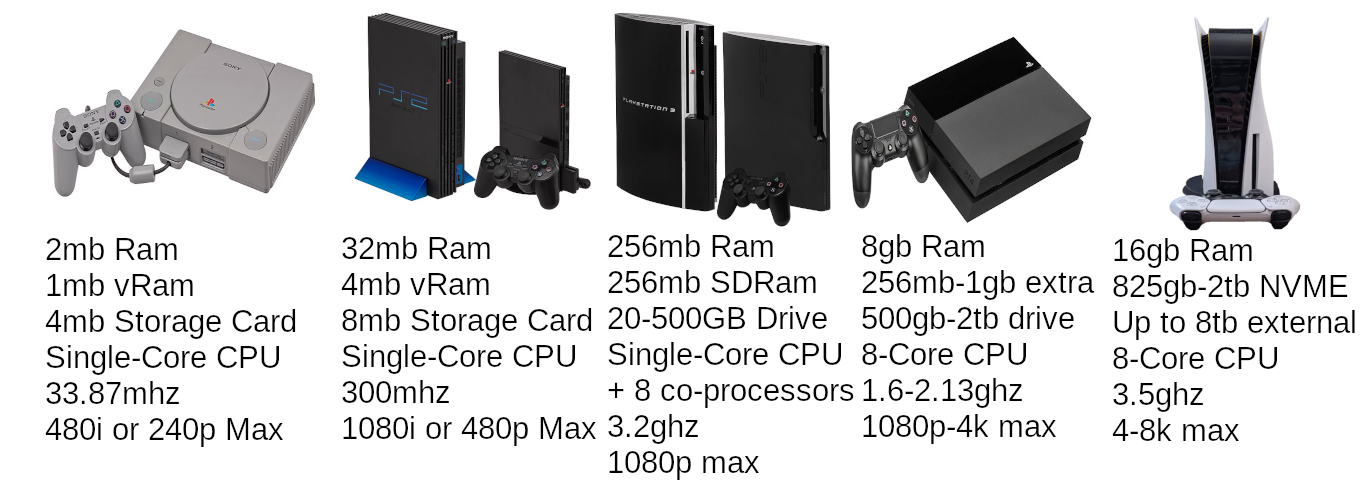 SONY
PS2
PLAYSTATION 3
2mb Ram
1mb vRam
4mb Storage Card
Single-Core CPU
33.87mhz
480i or 240p Max
32mb Ram
4mb vRam
8mb Storage Card
Single-Core CPU
300mhz
1080i or 480p Max
256mb Ram
256mb SDRam
20-500GB Drive
Single-Core CPU
+ 8 co-processors
3.2ghz
1080p max
8gb Ram
256mb-1gb extra
500gb-2tb drive
8-Core CPU
1.6-2.13ghz
1080p-4k max
16gb Ram
825gb-2tb NVME
Up to 8tb external
8-Core CPU
3.5ghz
4-8k max